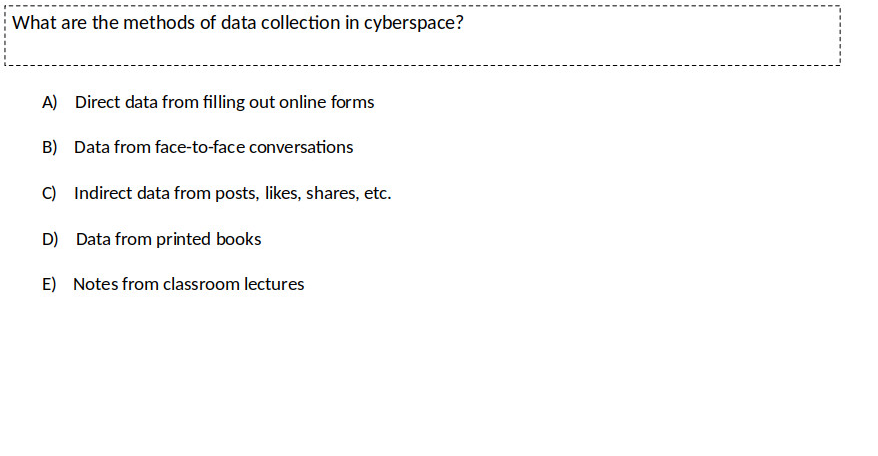 What are the methods of data collection in cyberspace?
A) Direct data from filling out online forms
B) Data from face-to-face conversations
C) Indirect data from posts, likes, shares, etc.
D) Data from printed books
E) Notes from classroom lectures